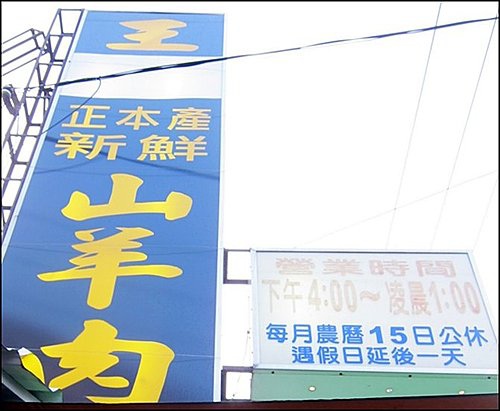 王
正本產
新鮮
山羊肉
營業時間
下午4:00～凌晨1:00
每月農曆15日公休
遇假日延後一天